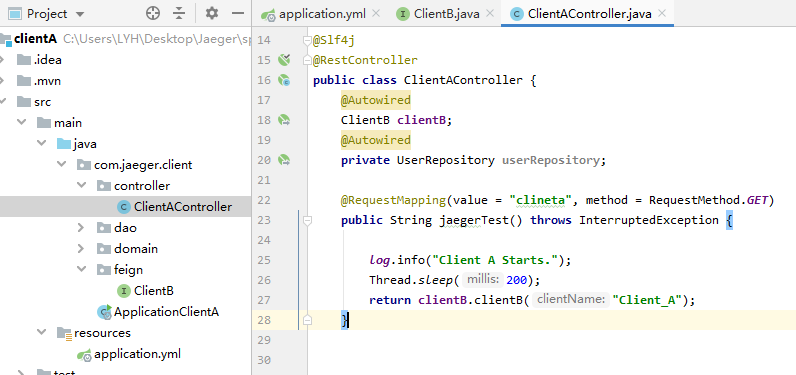 Project
application.yml
ClientB.java
ClientAController.java
clientA C:\Users\LYH\Desktop\Jaeger\sp
.idea
.mvn
src
main
java
com.jaeger.client
controller
ClientAController
dao
domain
feign
ClientB
ApplicationClientA
resources
application.yml
test
14 @Slf4j
15 @RestController
16 public class ClientAController {
17 @Autowired
18 ClientB clientB;
19 @Autowired
20 private UserRepository userRepository;
21
22 @RequestMapping(value = "clineta", method = RequestMethod.GET)
23 public String jaegerTest() throws InterruptedException {
24
25 log.info("Client A Starts.");
26 Thread.sleep( millis: 200);
27 return clientB.clientB( clientName: "Client_A");
28 }
29
30